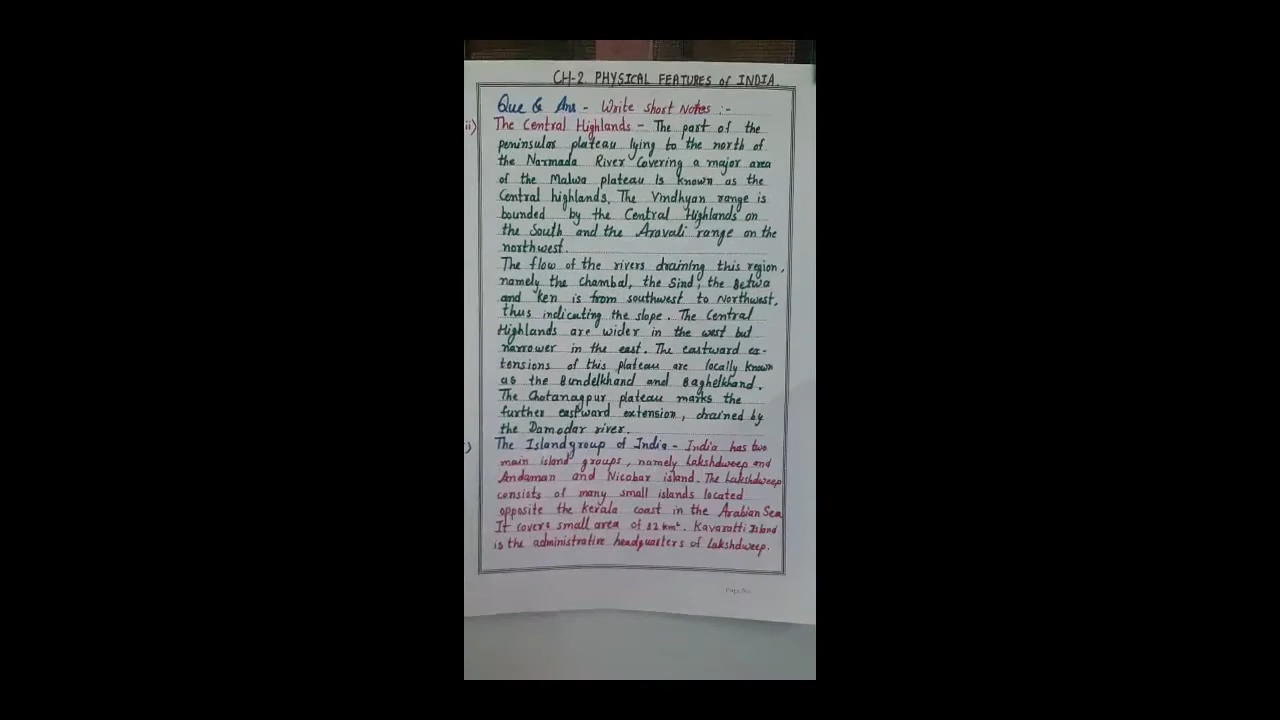 CH-2. PHYSICAL FEATURES of INDIA.
Que & Ans - Write Short Notes :-
ii) The Central Highlands - The part of the
peninsular plateau lying to the north of
the Narmada River Covering a major area
of the Malwa plateau is known as the
Central highlands. The Vindhyan range is
bounded by the Central Highlands on
the South and the Aravali range on the
northwest.
The flow of the rivers draining this region,
namely the Chambal, the Sind, the Betwa
and Ken is from southwest to Northwest,
thus indicating the slope. The Central
Highlands are wider in the west but
narrower in the east. The eastward ex-
tensions of this plateau are locally known
as the Bundelkhand and Baghelkhand.
The Chotanagpur plateau marks the
further eastward extension, drained by
the Damodar river.
) The Island group of India - India has two
main island groups, namely Lakshdweep and
Andaman and Nicobar island. The Lakshdweep
consists of many small islands located
opposite the Kerala coast in the Arabian Sea
It covers small area of 32 km². Kavaratti Island
is the administrative headquarters of Lakshdweep.
Page No.